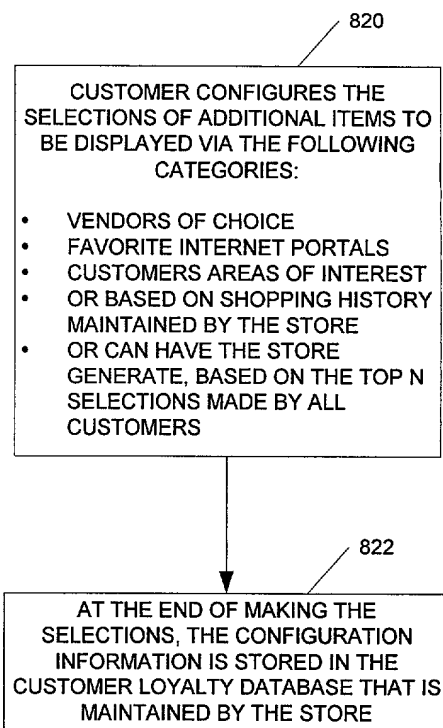 820
CUSTOMER CONFIGURES THE
SELECTIONS OF ADDITIONAL ITEMS TO
BE DISPLAYED VIA THE FOLLOWING
CATEGORIES:
• VENDORS OF CHOICE
• FAVORITE INTERNET PORTALS
• CUSTOMERS AREAS OF INTEREST
• OR BASED ON SHOPPING HISTORY
MAINTAINED BY THE STORE
• OR CAN HAVE THE STORE
GENERATE, BASED ON THE TOP N
SELECTIONS MADE BY ALL
CUSTOMERS
822
AT THE END OF MAKING THE
SELECTIONS, THE CONFIGURATION
INFORMATION IS STORED IN THE
CUSTOMER LOYALTY DATABASE THAT IS
MAINTAINED BY THE STORE